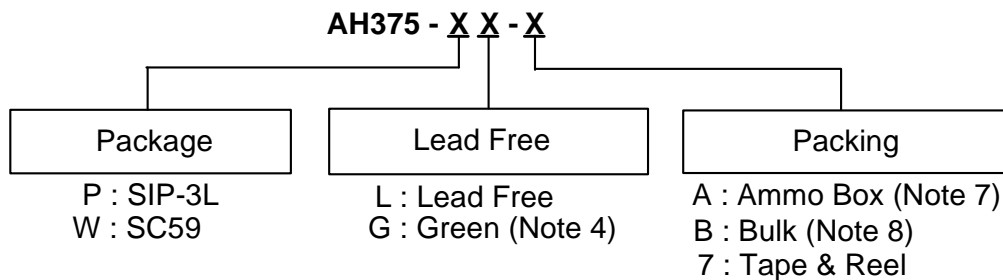 AH375 - X X - X
Package
P : SIP-3L
W : SC59
Lead Free
L : Lead Free
G : Green (Note 4)
Packing
A : Ammo Box (Note 7)
B : Bulk (Note 8)
7 : Tape & Reel